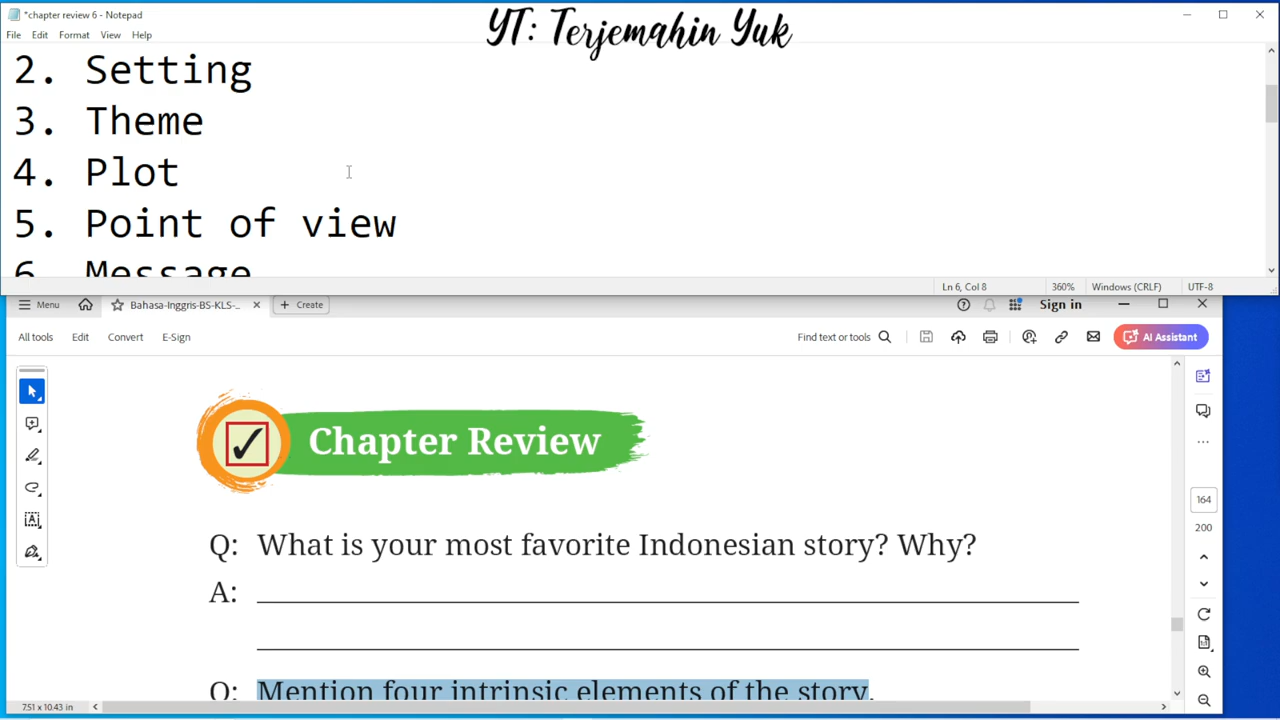 *chapter review 6 - Notepad
YT: Terjemahin Yuk
File Edit Format View Help
2. Setting
3. Theme
4. Plot
5. Point of view
6. Message
Ln 6, Col 8 360% Windows (CRLF) UTF-8
Menu Bahasa-Inggris-BS-KLS-... Create Sign in
All tools Edit Convert E-Sign Find text or tools AI Assistant
Chapter Review
164
200
Q: What is your most favorite Indonesian story? Why?
A:
Q: Mention four intrinsic elements of the story.
7.51 x 10.43 in